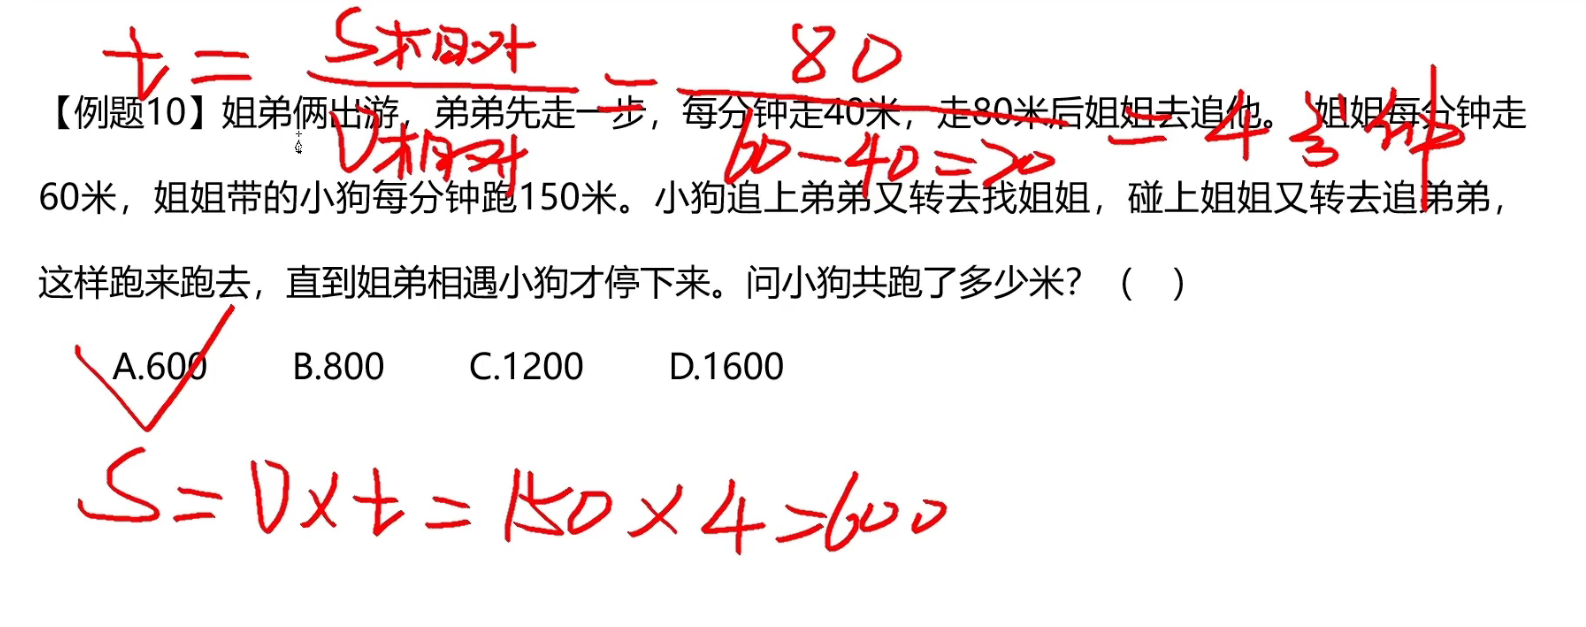 t = S相对 / V相对 = 80 / 60-40=20 = 4分钟
【例题10】姐弟俩出游，弟弟先走一步，每分钟走40米，走80米后姐姐去追他。 姐姐每分钟走
60米，姐姐带的小狗每分钟跑150米。小狗追上弟弟又转去找姐姐，碰上姐姐又转去追弟弟，
这样跑来跑去，直到姐弟相遇小狗才停下来。问小狗共跑了多少米？（ ）
A.600 B.800 C.1200 D.1600
S=V×t=150×4=600